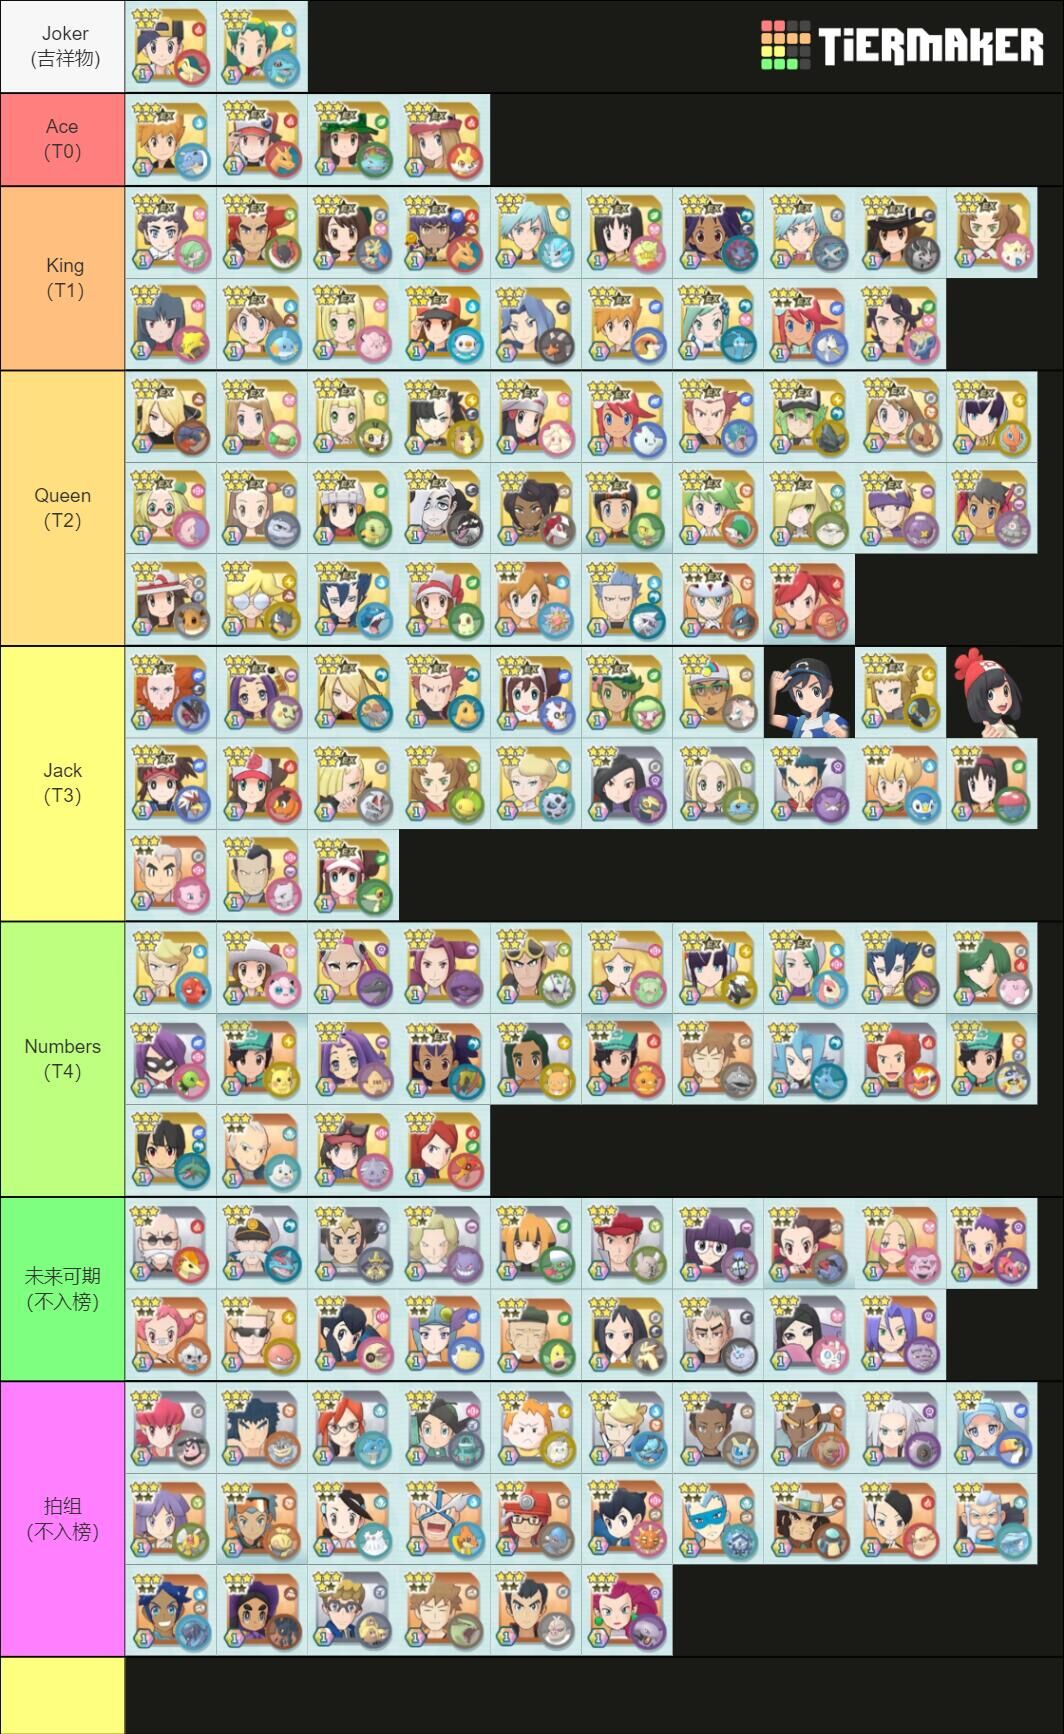 Joker
(吉祥物)
TiERMAKER
Ace
(T0)
King
(T1)
Queen
(T2)
Jack
(T3)
Numbers
(T4)
未来可期
(不入榜)
拍组
(不入榜)